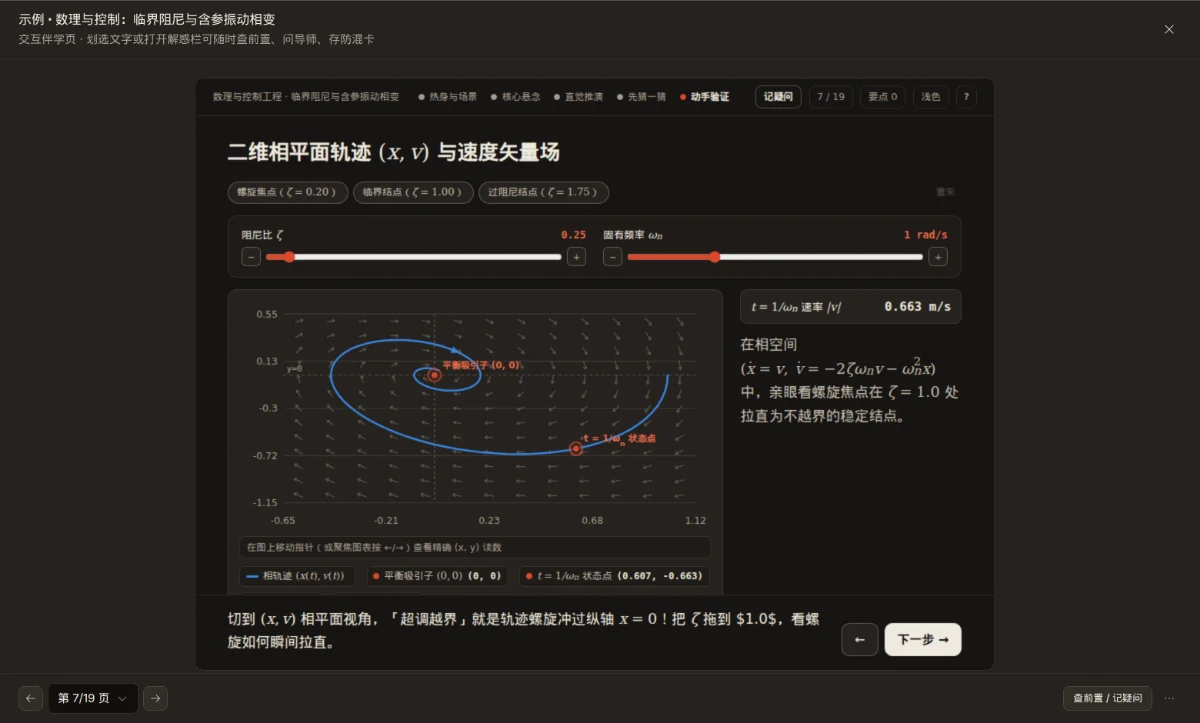 示例·数理与控制：临界阻尼与含参振动相变
交互伴学页 · 划选文字或打开解惑栏可随时查前置、问导师、存防混卡
×
数理与控制工程 · 临界阻尼与含参振动相变
热身与场景
核心悬念
直觉推演
先猜一猜
动手验证
记疑问
7 / 19
要点 0
浅色
?
二维相平面轨迹 (x, v) 与速度矢量场
螺旋焦点 ( ζ = 0.20 )
临界结点 ( ζ = 1.00 )
过阻尼结点 ( ζ = 1.75 )
重来
阻尼比 ζ
0.25
固有频率 ωn
1 rad/s
−
+
−
+
0.55
0.13
y=0
-0.3
-0.72
-1.15
-0.65
-0.21
0.23
0.68
1.12
平衡吸引子 (0, 0)
t = 1/ωn 状态点
t = 1/ωn 速率 |v|
0.663 m/s
在相空间
(ẋ = v, v̇ = −2ζωnv − ωn²x)
中，亲眼看螺旋焦点在 ζ = 1.0 处
拉直为不越界的稳定结点。
在图上移动指针 ( 或聚焦图表按 ←/→ ) 查看精确 (x, y) 读数
相轨迹 (x(t), v(t))
平衡吸引子 (0, 0) (0, 0)
t = 1/ωn 状态点 (0.607, -0.663)
切到 (x, v) 相平面视角，「超调越界」就是轨迹螺旋冲过纵轴 x = 0！把 ζ 拖到 $1.0$，看螺
旋如何瞬间拉直。
←
下一步 →
←
第 7/19 页
→
查前置 / 记疑问
···